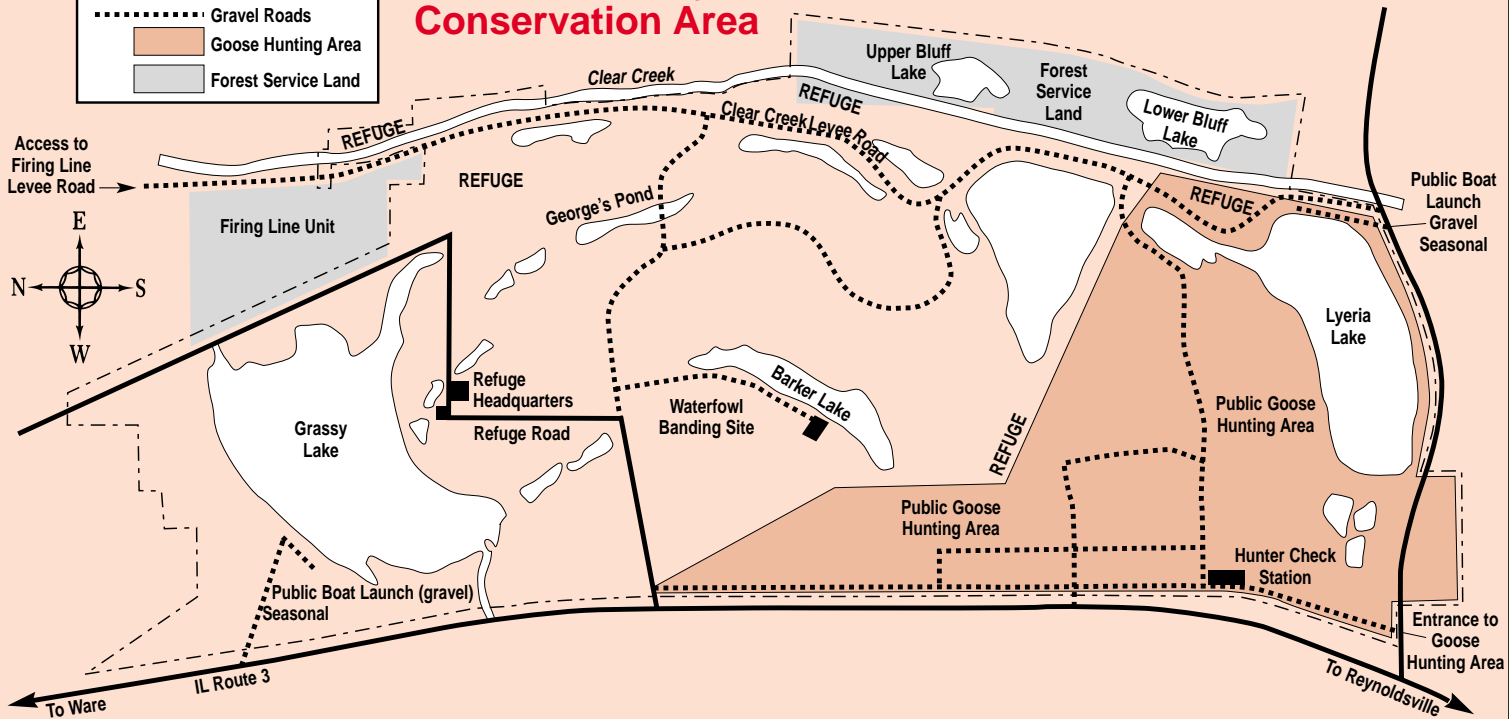 Conservation Area
Gravel Roads
Goose Hunting Area
Forest Service Land
Clear Creek
Upper Bluff
Lake
Forest
Service
Land
Lower Bluff
Lake
REFUGE
REFUGE
Clear Creek Levee Road
Access to
Firing Line
Levee Road
REFUGE
Firing Line Unit
George's Pond
REFUGE
Public Boat
Launch
Gravel
Seasonal
E
N
S
W
Lyeria
Lake
Refuge
Headquarters
Refuge Road
Grassy
Lake
Waterfowl
Banding Site
Barker Lake
REFUGE
Public Goose
Hunting Area
Public Goose
Hunting Area
Hunter Check
Station
Public Boat Launch (gravel)
Seasonal
Entrance to
Goose
Hunting Area
IL Route 3
To Ware
To Reynoldsville